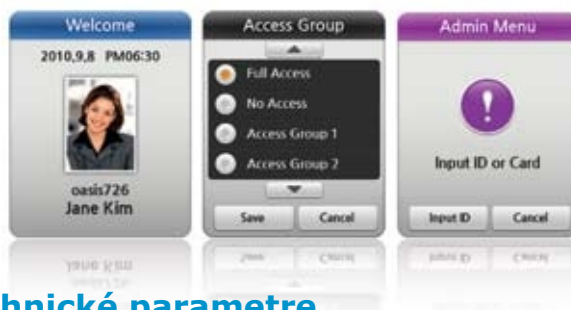 Welcome
2010,9,8 PM06:30
oasis726
Jane Kim
Access Group
Full Access
No Access
Access Group 1
Access Group 2
Save Cancel
Admin Menu
!
Input ID or Card
Input ID Cancel
hnické parametre